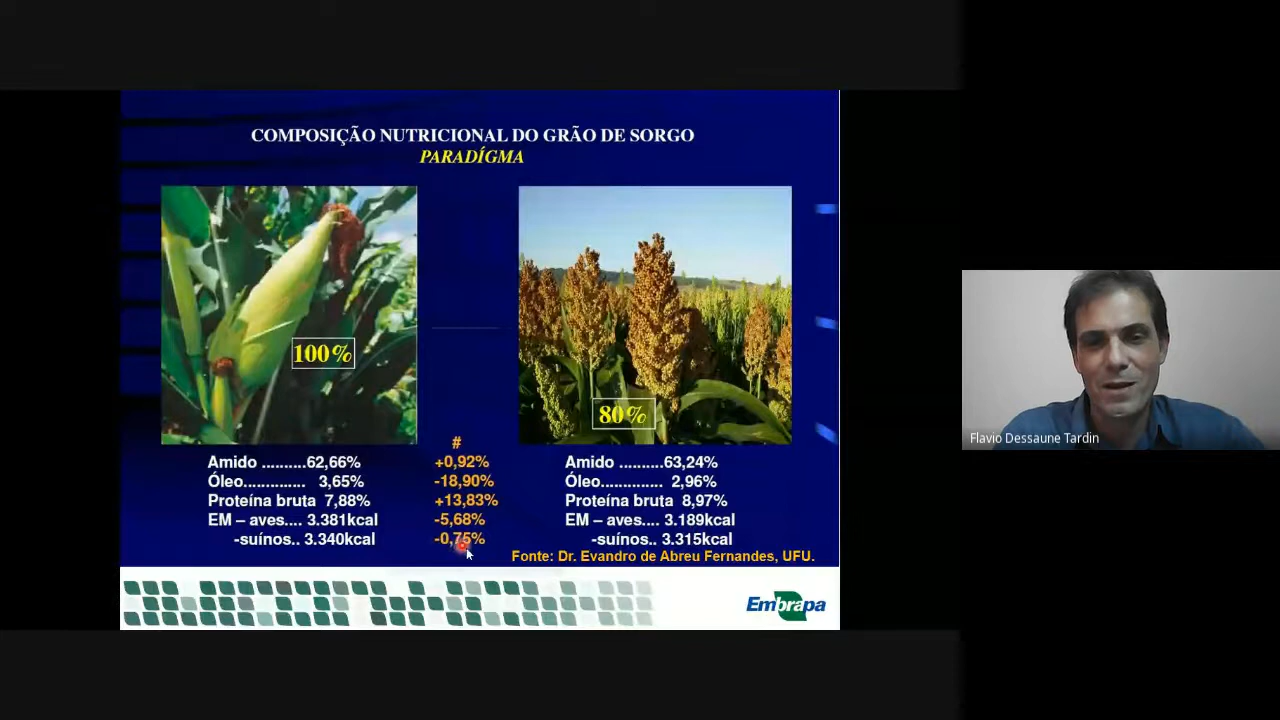 COMPOSIÇÃO NUTRICIONAL DO GRÃO DE SORGO
PARADÍGMA
100%
80%
#
Amido ..........62,66%
+0,92%
Amido ..........63,24%
Óleo.............. 3,65%
-18,90%
Óleo.............. 2,96%
Proteína bruta 7,88%
+13,83%
Proteína bruta 8,97%
EM – aves.... 3.381kcal
-5,68%
EM – aves.... 3.189kcal
-suínos.. 3.340kcal
-0,75%
-suínos.. 3.315kcal
Fonte: Dr. Evandro de Abreu Fernandes, UFU.
Embrapa
Flavio Dessaune Tardin